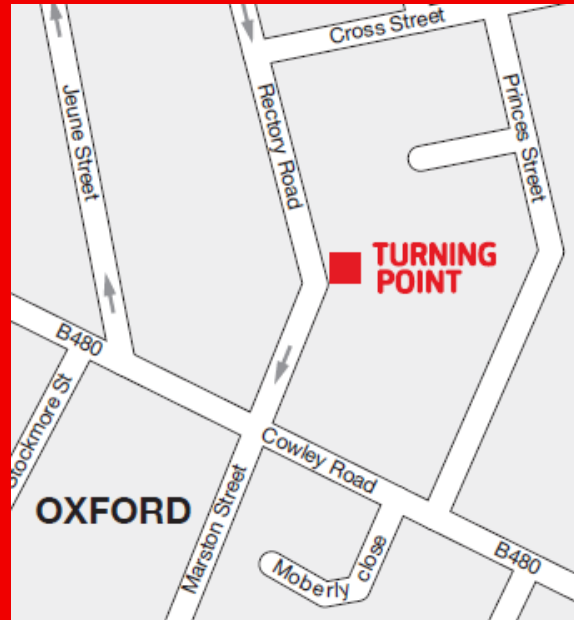 Cross Street
Jeune Street
Rectory Road
Princes Street
TURNING
POINT
B480
Stockmore St
Cowley Road
OXFORD
Marston Street
Moberly close
B480